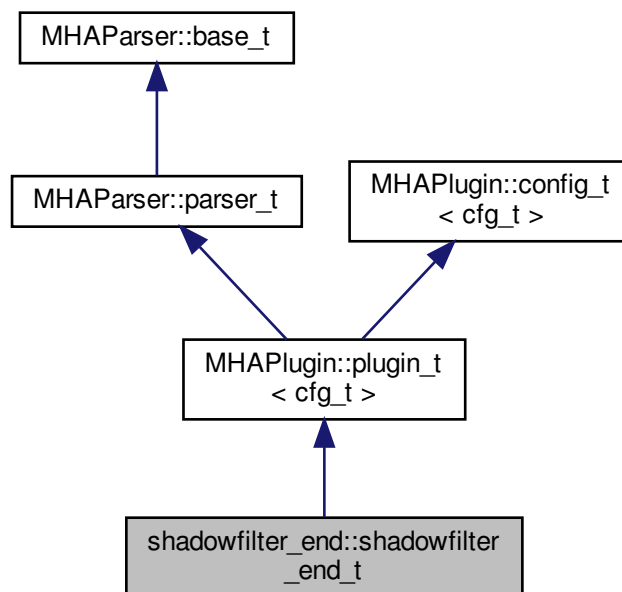 MHAParser::base_t
MHAParser::parser_t
MHAPlugin::config_t
< cfg_t >
MHAPlugin::plugin_t
< cfg_t >
shadowfilter_end::shadowfilter
_end_t